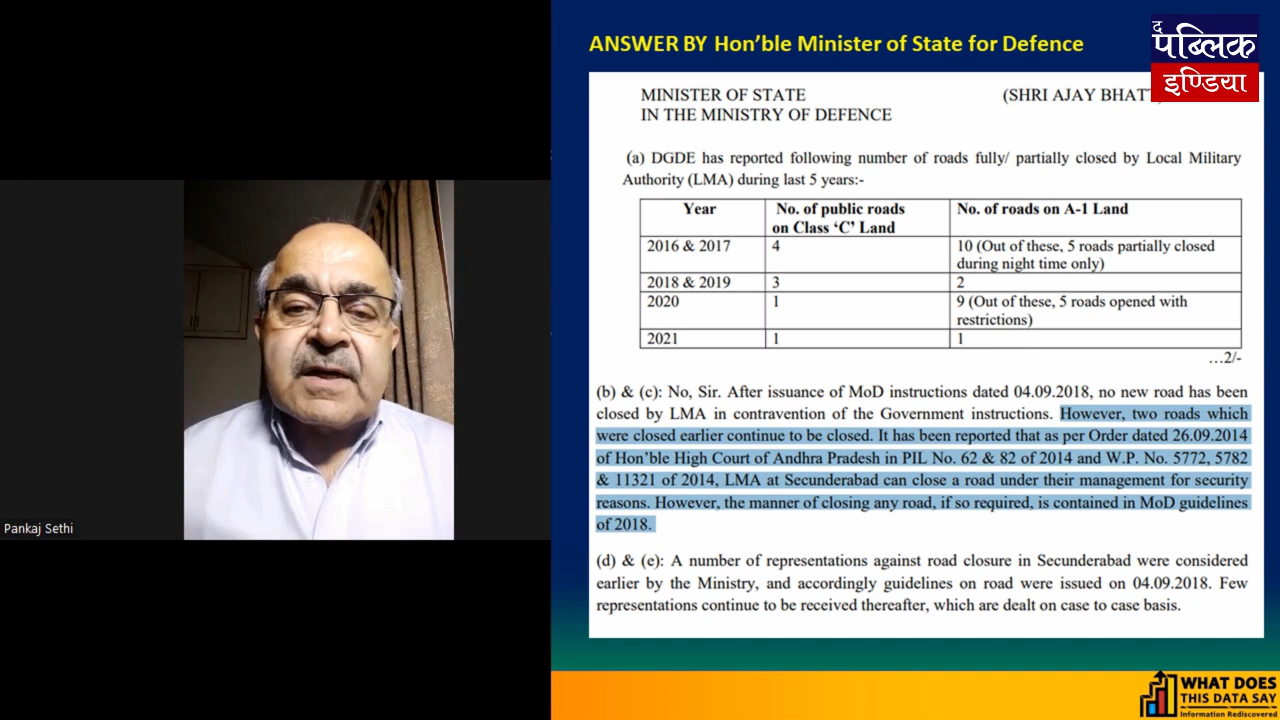 ANSWER BY Hon'ble Minister of State for Defence
द
पब्लिक
इण्डिया
MINISTER OF STATE (SHRI AJAY BHATT
IN THE MINISTRY OF DEFENCE
(a) DGDE has reported following number of roads fully/ partially closed by Local Military
Authority (LMA) during last 5 years:-
Year No. of public roads No. of roads on A-1 Land
on Class 'C' Land
2016 & 2017 4 10 (Out of these, 5 roads partially closed
during night time only)
2018 & 2019 3 2
2020 1 9 (Out of these, 5 roads opened with
restrictions)
2021 1 1
…2/-
(b) & (c): No, Sir. After issuance of MoD instructions dated 04.09.2018, no new road has been
closed by LMA in contravention of the Government instructions. However, two roads which
were closed earlier continue to be closed. It has been reported that as per Order dated 26.09.2014
of Hon'ble High Court of Andhra Pradesh in PIL No. 62 & 82 of 2014 and W.P. No. 5772, 5782
& 11321 of 2014, LMA at Secunderabad can close a road under their management for security
reasons. However, the manner of closing any road, if so required, is contained in MoD guidelines
of 2018.
(d) & (e): A number of representations against road closure in Secunderabad were considered
earlier by the Ministry, and accordingly guidelines on road were issued on 04.09.2018. Few
representations continue to be received thereafter, which are dealt on case to case basis.
Pankaj Sethi
WHAT DOES
THIS DATA SAY
Information Rediscovered